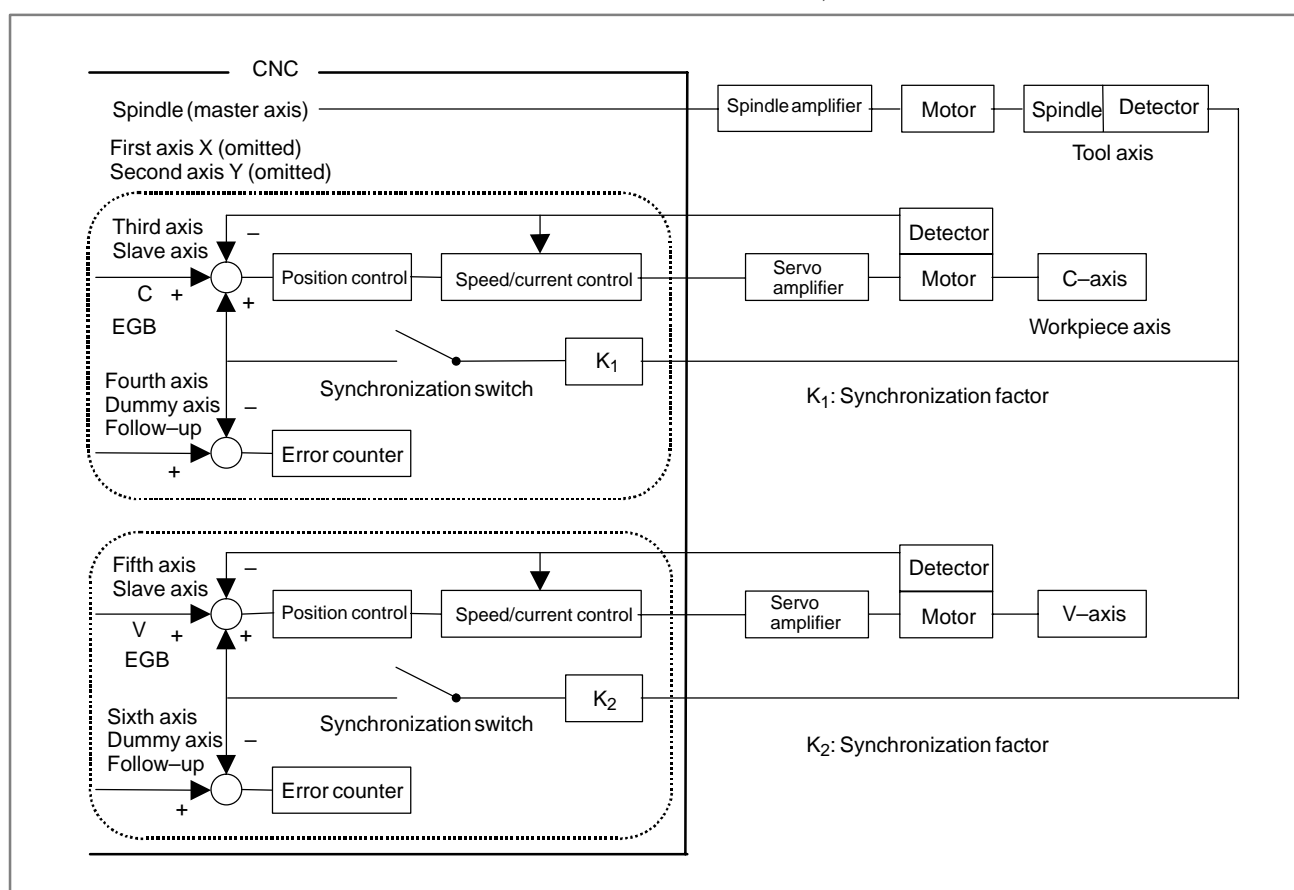 CNC
Spindle (master axis)
Spindle amplifier
Motor
Spindle
Detector
Tool axis
First axis X (omitted)
Second axis Y (omitted)
Third axis
Slave axis
–
Detector
C +
+
Position control
Speed/current control
Servo
amplifier
Motor
C–axis
Workpiece axis
EGB
K1
Synchronization switch
K1: Synchronization factor
Fourth axis
Dummy axis
Follow–up
–
+
Error counter
Fifth axis
Slave axis
–
Detector
V +
+
Position control
Speed/current control
Servo
amplifier
Motor
V–axis
EGB
K2
Synchronization switch
K2: Synchronization factor
Sixth axis
Dummy axis
Follow–up
–
+
Error counter